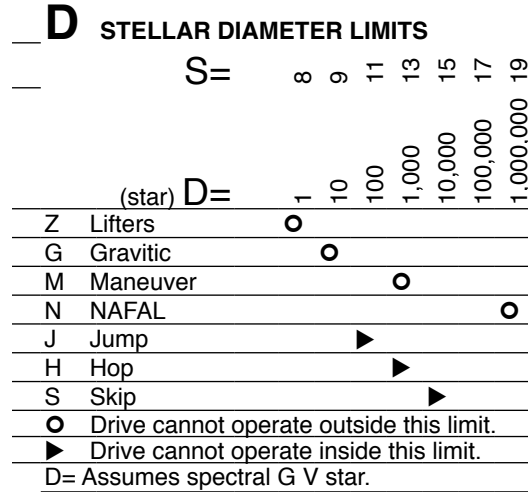 D STELLAR DIAMETER LIMITS
S= 8 9 11 13 15 17 19
(star) D= 1 10 100 1,000 10,000 100,000 1,000.000
Z Lifters
G Gravitic
M Maneuver
N NAFAL
J Jump
H Hop
S Skip
Drive cannot operate outside this limit.
Drive cannot operate inside this limit.
D= Assumes spectral G V star.